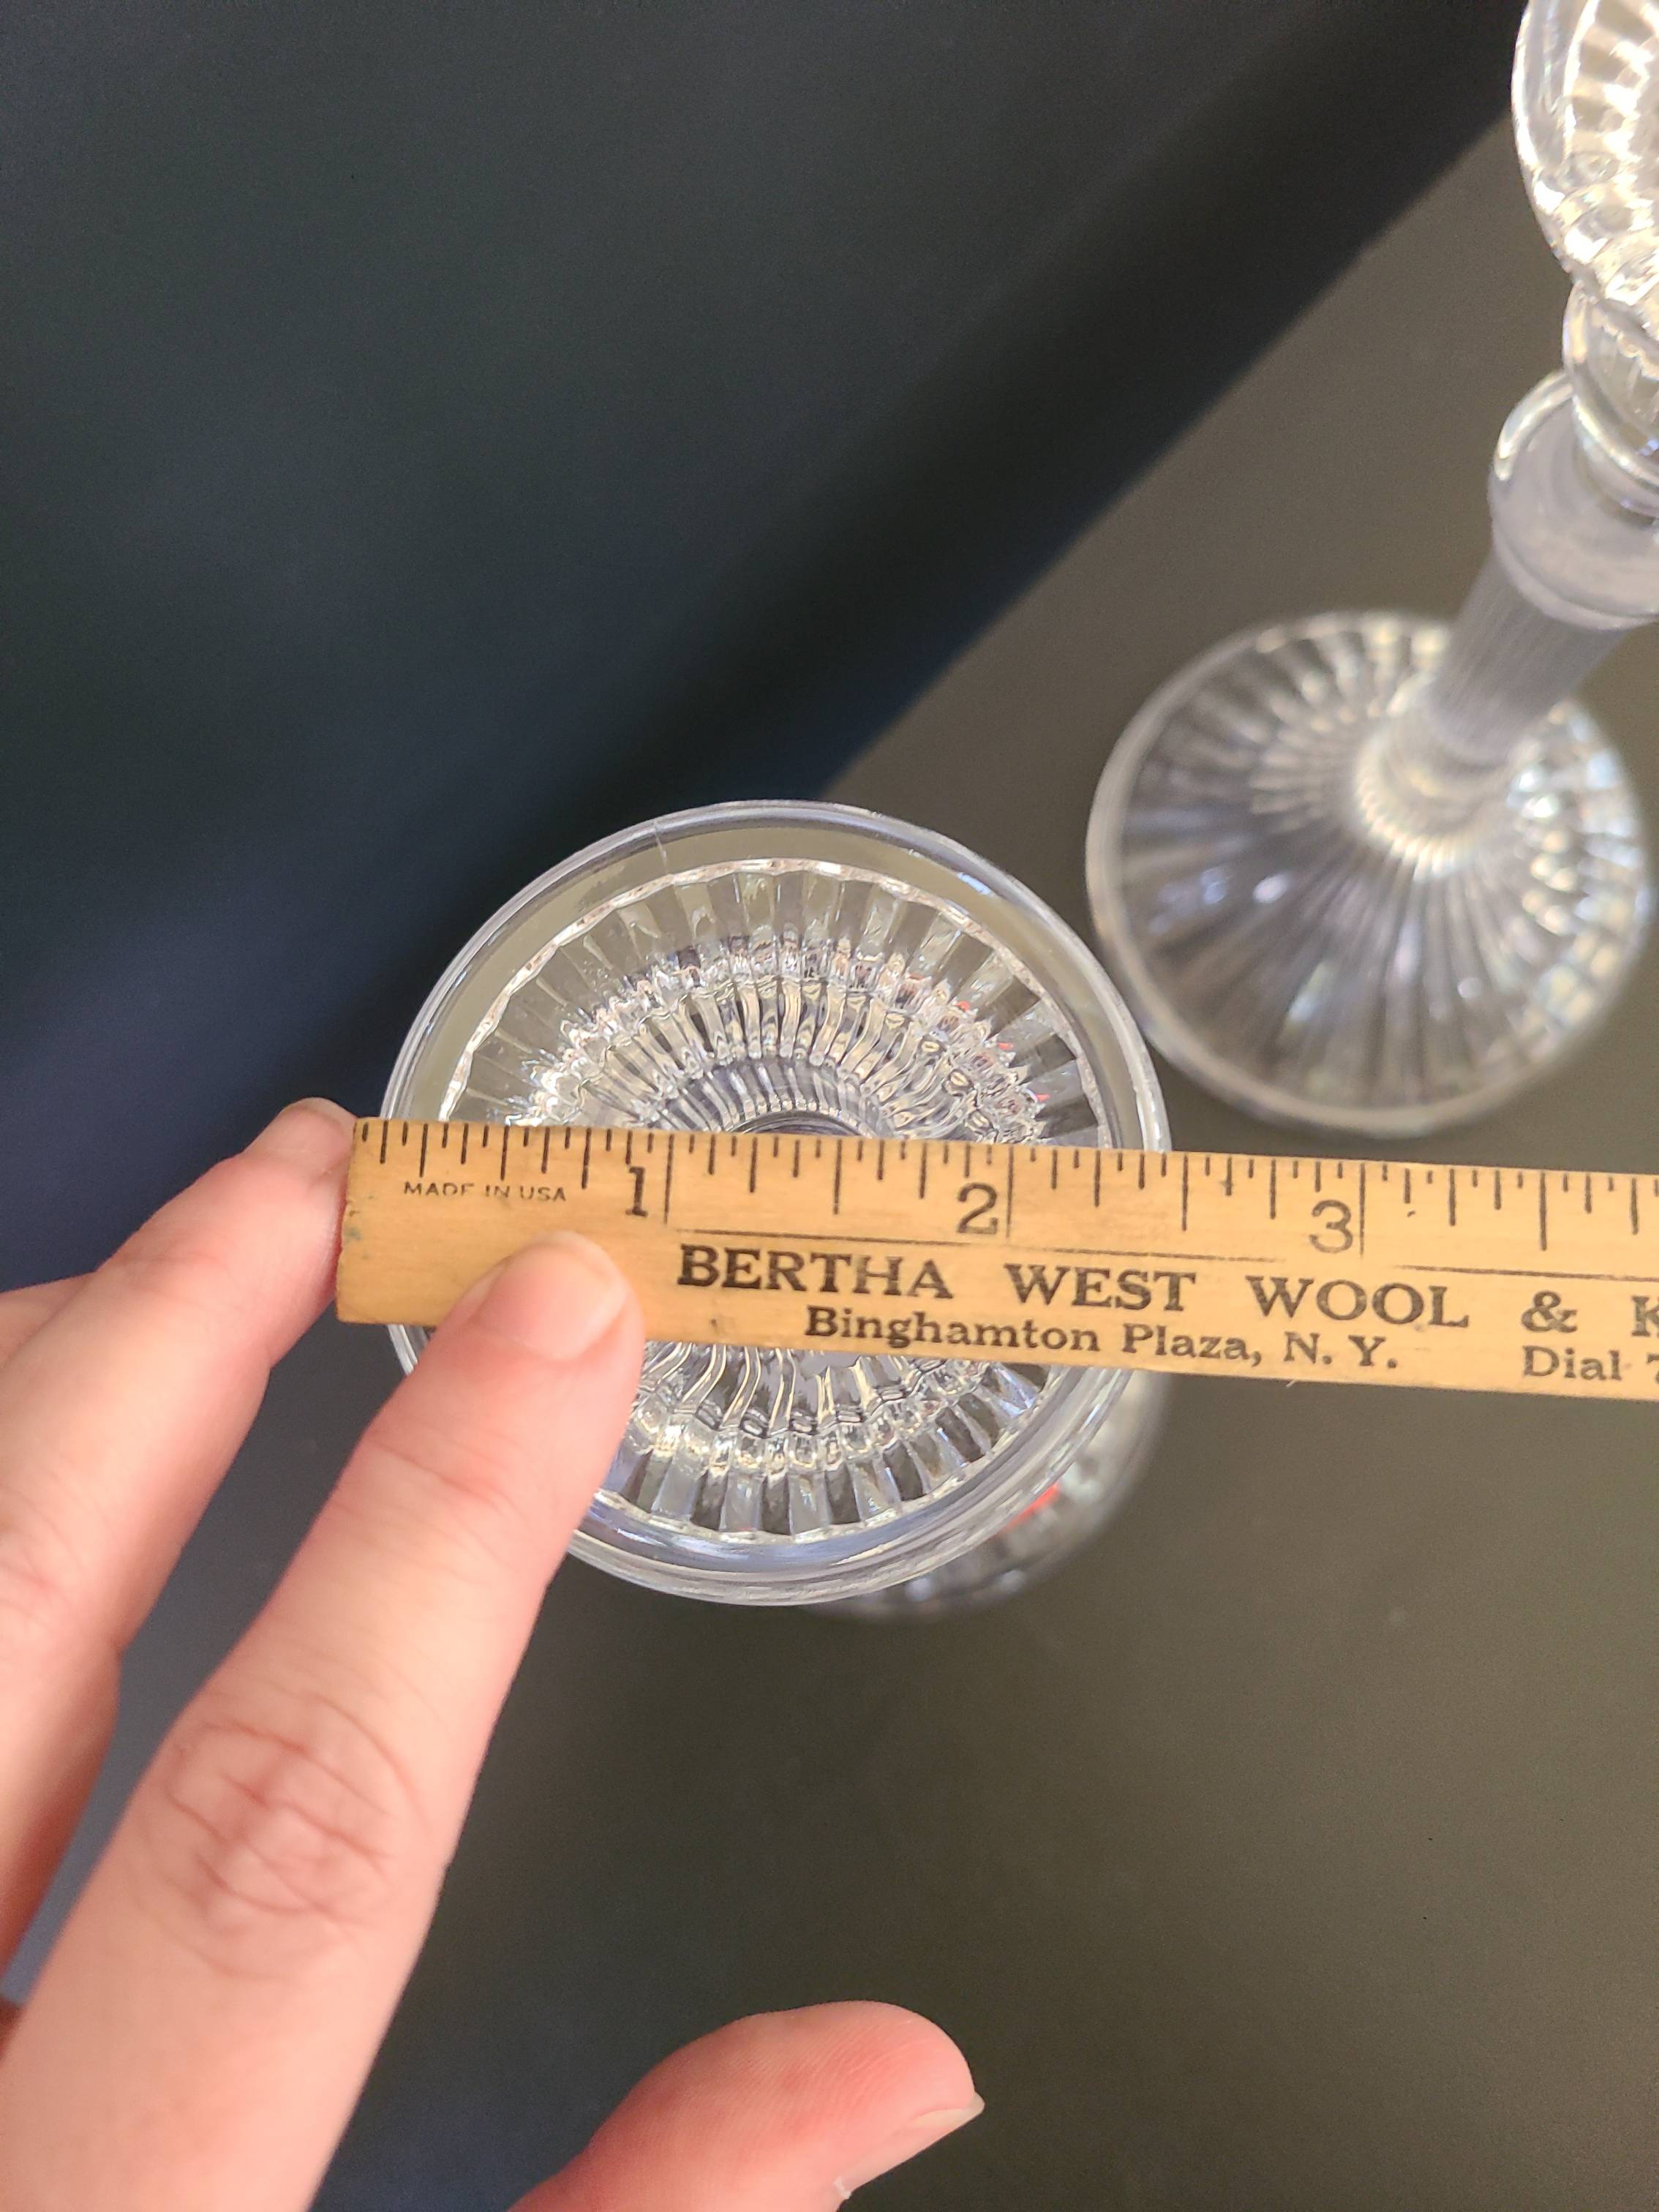 1 2 3
MADE IN USA
BERTHA WEST WOOL &
Binghamton Plaza, N. Y. Dial